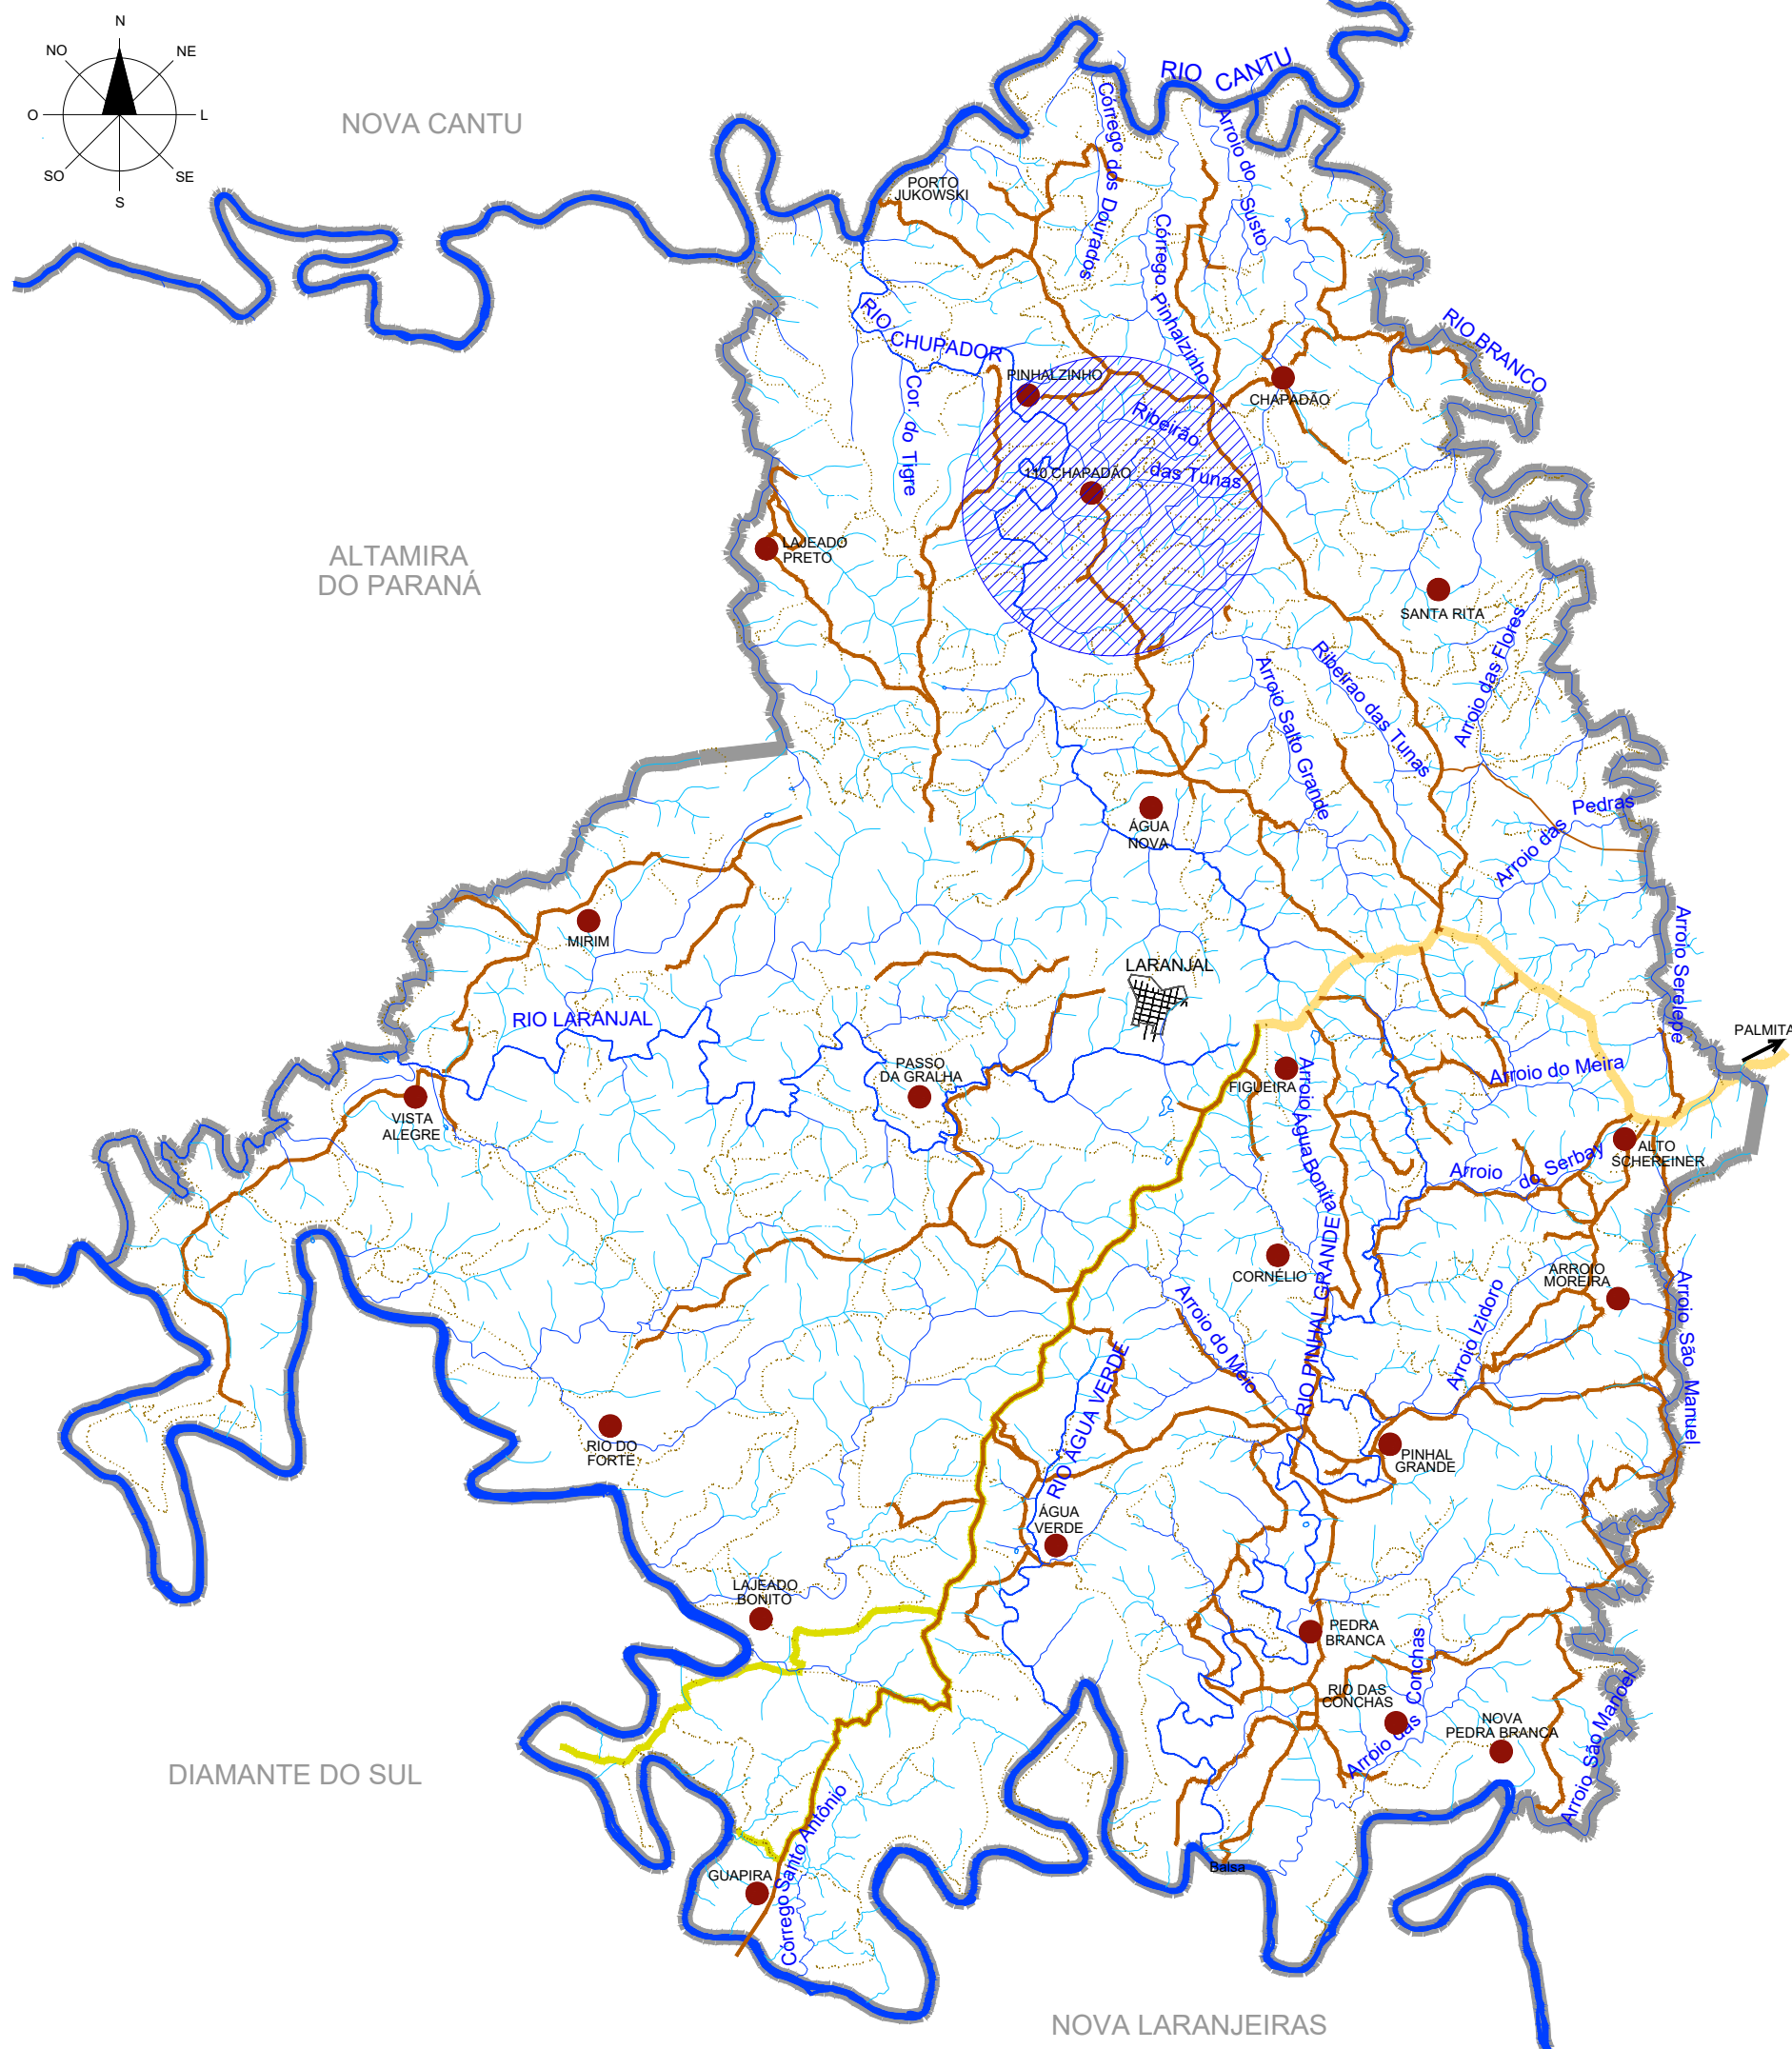 N
NO
NE
O
L
SO
SE
S
NOVA CANTU
RIO CANTU
PORTO
JUKOWSKI
Córrego dos Dourados
Arroio do Susto
Córrego Pinhalzinho
RIO CHUPADOR
RIO BRANCO
PINHALZINHO
CHAPADÃO
Cor. do Tigre
Ribeirão
das Tunas
110 CHAPADÃO
ALTAMIRA
DO PARANÁ
LAJEADO
PRETO
SANTA RITA
Arroio das Flores
Ribeirao das Tunas
Arroio Salto Grande
ÁGUA
NOVA
Arroio das Pedras
MIRIM
Arroio Serelepe
LARANJAL
RIO LARANJAL
PALMITA
PASSO
DA GRALHA
FIGUEIRA
Arroio do Meira
VISTA
ALEGRE
Arroio Água Bonita
ALTO
SCHEREINER
Arroio do Serbay
CORNÉLIO
ARROIO
MOREIRA
Arroio do Meio
RIO PINHAL GRANDE
Arroio Izidoro
Arroio São Manuel
RIO ÁGUA VERDE
RIO DO
FORTE
PINHAL
GRANDE
ÁGUA
VERDE
LAJEADO
BONITO
PEDRA
BRANCA
RIO DAS
CONCHAS
Arroio das Conchas
NOVA
PEDRA BRANCA
Arroio São Manoel
DIAMANTE DO SUL
GUAPIRA
Córrego Santo Antônio
Balsa
NOVA LARANJEIRAS